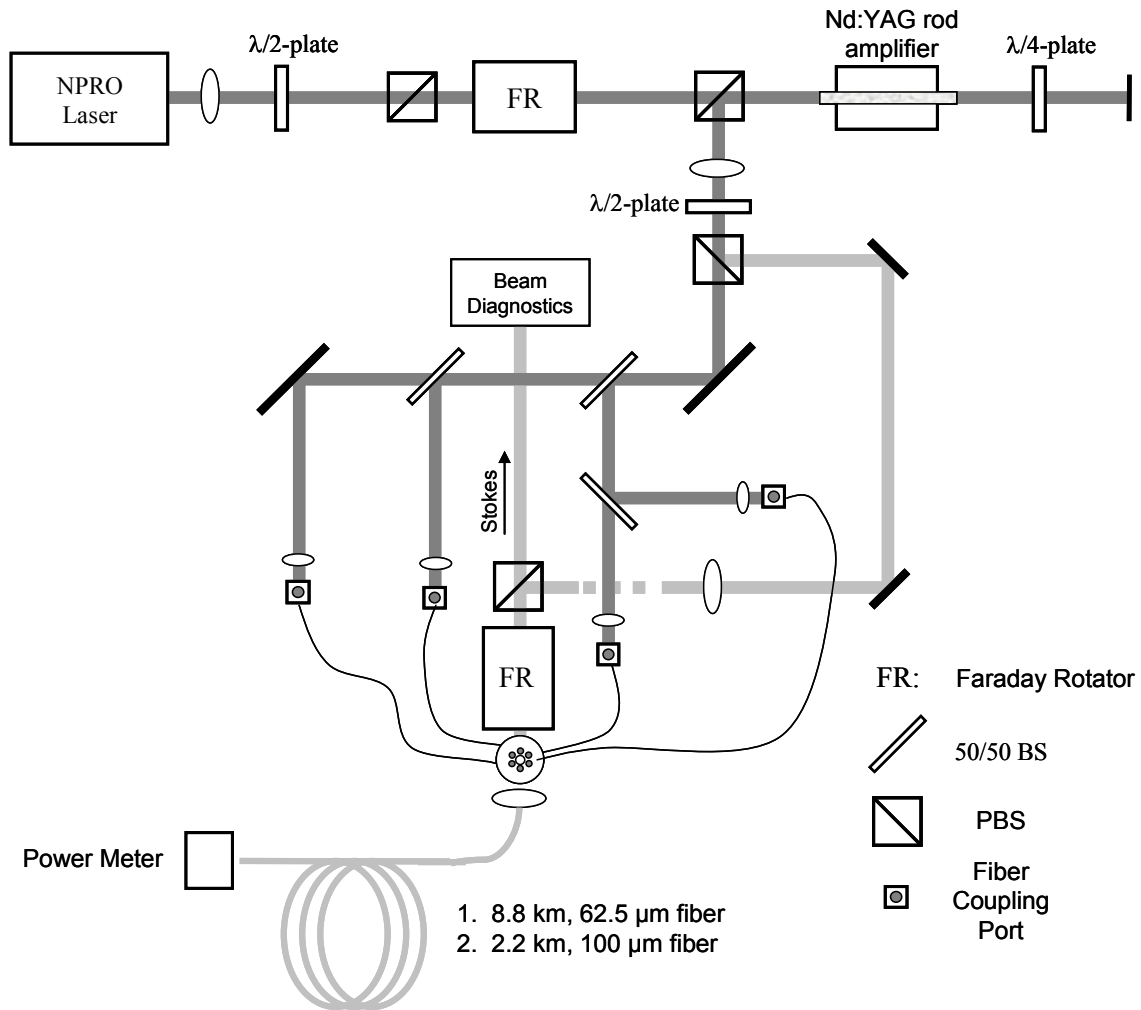 Nd:YAG rod
amplifier
λ/2-plate
λ/4-plate
NPRO
Laser
FR
λ/2-plate
Beam
Diagnostics
Stokes
FR
FR: Faraday Rotator
50/50 BS
PBS
Fiber
Coupling
Port
Power Meter
1. 8.8 km, 62.5 µm fiber
2. 2.2 km, 100 µm fiber